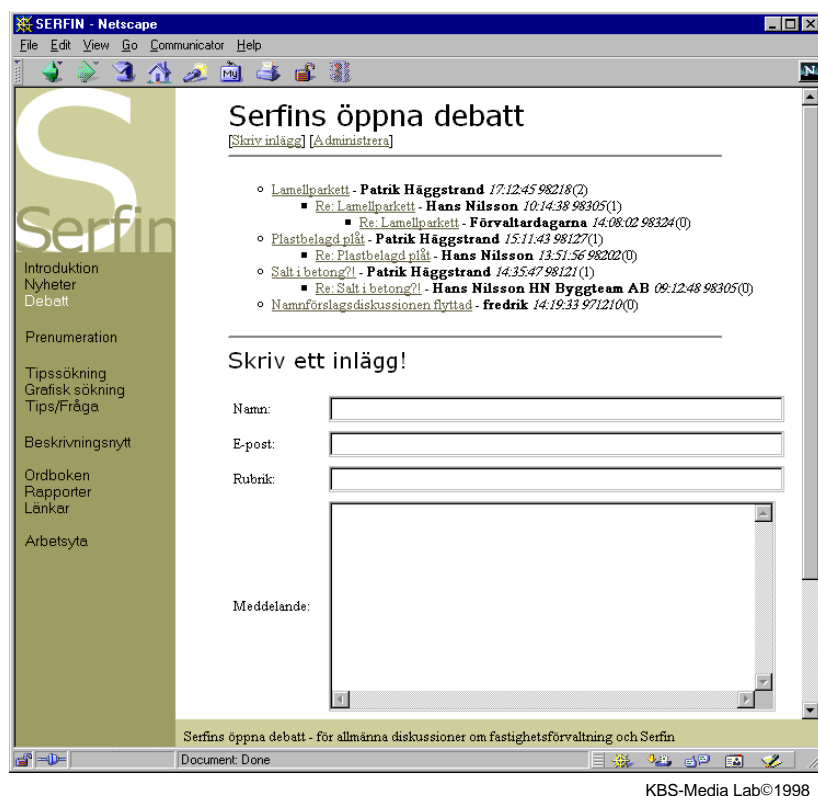 SERFIN - Netscape
File Edit View Go Communicator Help
My
N
S
Serfin
Introduktion
Nyheter
Debatt
Prenumeration
Tipssökning
Grafisk sökning
Tips/Fråga
Beskrivningsnytt
Ordboken
Rapporter
Länkar
Arbetsyta
Serfins öppna debatt
[Skriv inlägg] [Administrera]
Lamellparkett - Patrik Häggstrand 17:12:45 98218(2)
Re: Lamellparkett - Hans Nilsson 10:14:38 98305(1)
Re: Lamellparkett - Förvaltardagarna 14:08:02 98324(0)
Plastbelagd plåt - Patrik Häggstrand 15:11:43 98127(1)
Re: Plastbelagd plåt - Hans Nilsson 13:51:56 98202(0)
Salt i betong?! - Patrik Häggstrand 14:35:47 98121(1)
Re: Salt i betong?! - Hans Nilsson HN Byggteam AB 09:12:48 98305(0)
Namnförslagsdiskussionen flyttad - fredrik 14:19:33 971210(0)
Skriv ett inlägg!
Namn:
E-post:
Rubrik:
Meddelande:
Serfins öppna debatt - för allmänna diskussioner om fastighetsförvaltning och Serfin
Document: Done
KBS-Media Lab©1998